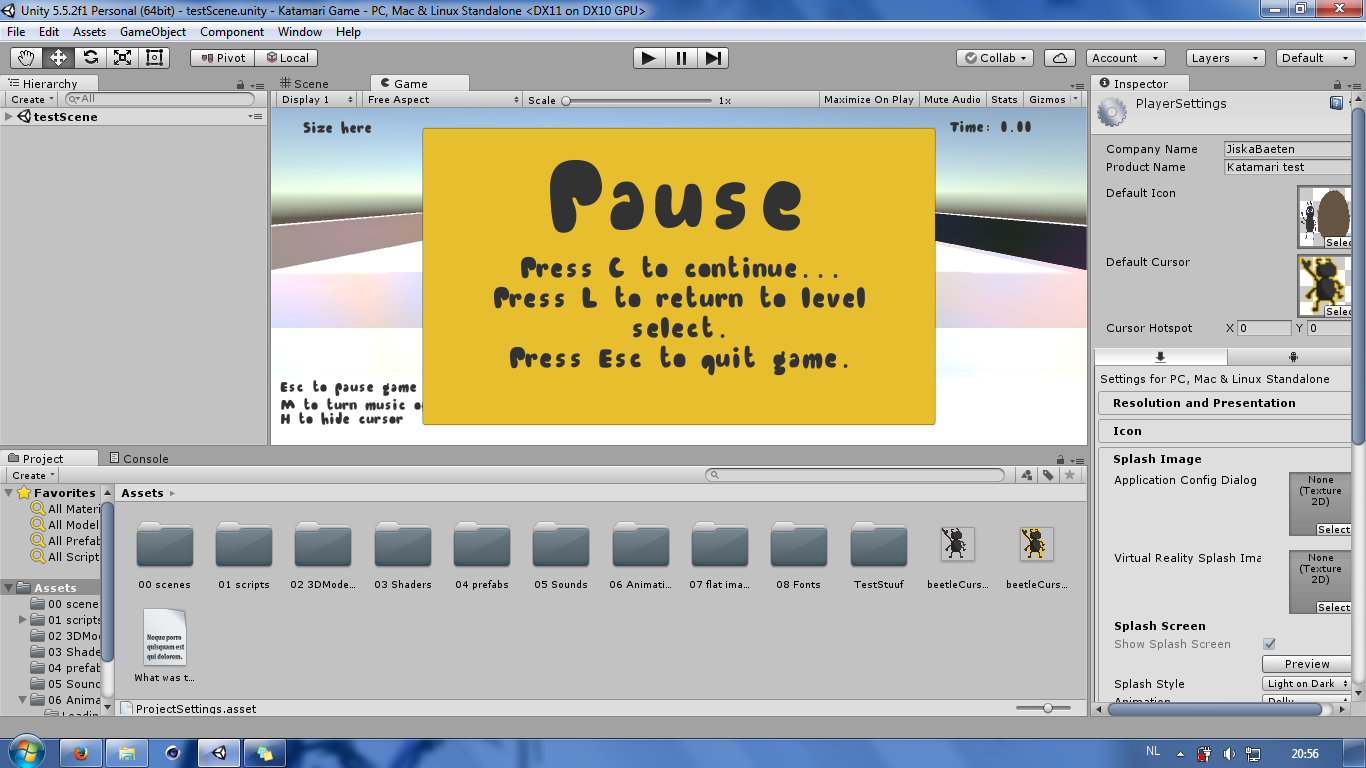 Unity 5.5.2f1 Personal (64bit) - testScene.unity - Katamari Game - PC, Mac & Linux Standalone <DX11 on DX10 GPU>
File Edit Assets GameObject Component Window Help
Pivot Local Collab Account Layers Default
Hierarchy
Create All
testScene
Scene Game
Display 1 Free Aspect Scale 1x Maximize On Play Mute Audio Stats Gizmos
Size here
Time: 0.00
Pause
Press C to continue...
Press L to return to level
select.
Press Esc to quit game.
Esc to pause game
M to turn music o
H to hide cursor
Inspector
PlayerSettings
Company Name JiskaBaeten
Product Name Katamari test
Default Icon
Selec
Default Cursor
Selec
Cursor Hotspot X 0 Y 0
Settings for PC, Mac & Linux Standalone
Resolution and Presentation
Icon
Splash Image
Application Config Dialog
None
(Texture
2D)
Select
Virtual Reality Splash Ima
None
(Texture
2D)
Select
Splash Screen
Show Splash Screen
Preview
Splash Style Light on Dark
Animation Dolly
Project Console
Create
Favorites
All Materi
All Model
All Prefab
All Script
Assets
00 scene
01 scripts
02 3DMo
03 Shade
04 prefab
05 Sound
06 Anima
Loading
Assets
00 scenes 01 scripts 02 3DMode... 03 Shaders 04 prefabs 05 Sounds 06 Animati... 07 flat ima... 08 Fonts TestStuuf beetleCurs... beetleCurs...
Neque porro
quisquam est
qui dolorem.
What was t...
ProjectSettings.asset
NL 20:56